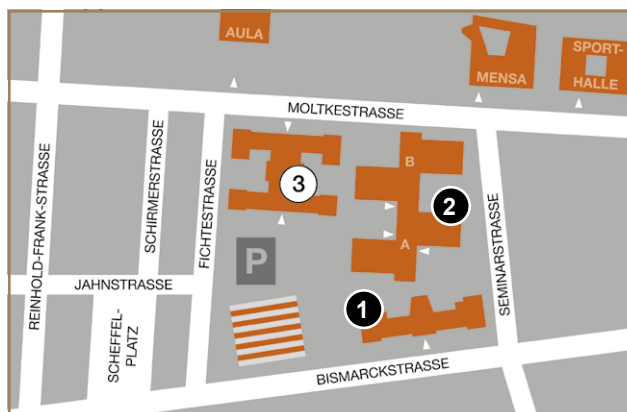 AULA
MENSA
SPORT-
HALLE
MOLTKESTRASSE
REINHOLD-FRANK-STRASSE
SCHIRMERSTRASSE
FICHTESTRASSE
3
B
2
A
SEMINARSTRASSE
P
JAHNSTRASSE
SCHEFFEL-
PLATZ
1
BISMARCKSTRASSE